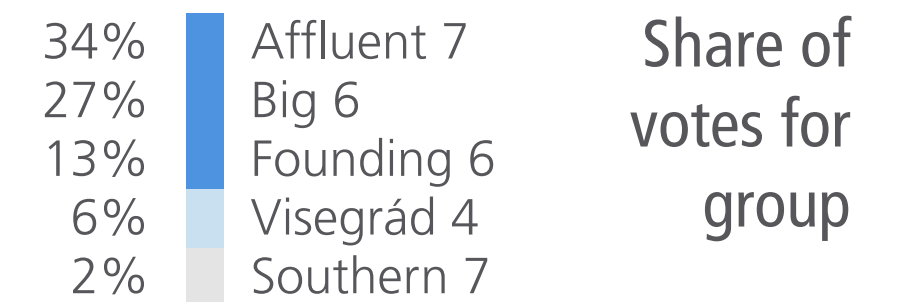 34% Affluent 7
27% Big 6
13% Founding 6
6% Visegrád 4
2% Southern 7
Share of
votes for
group